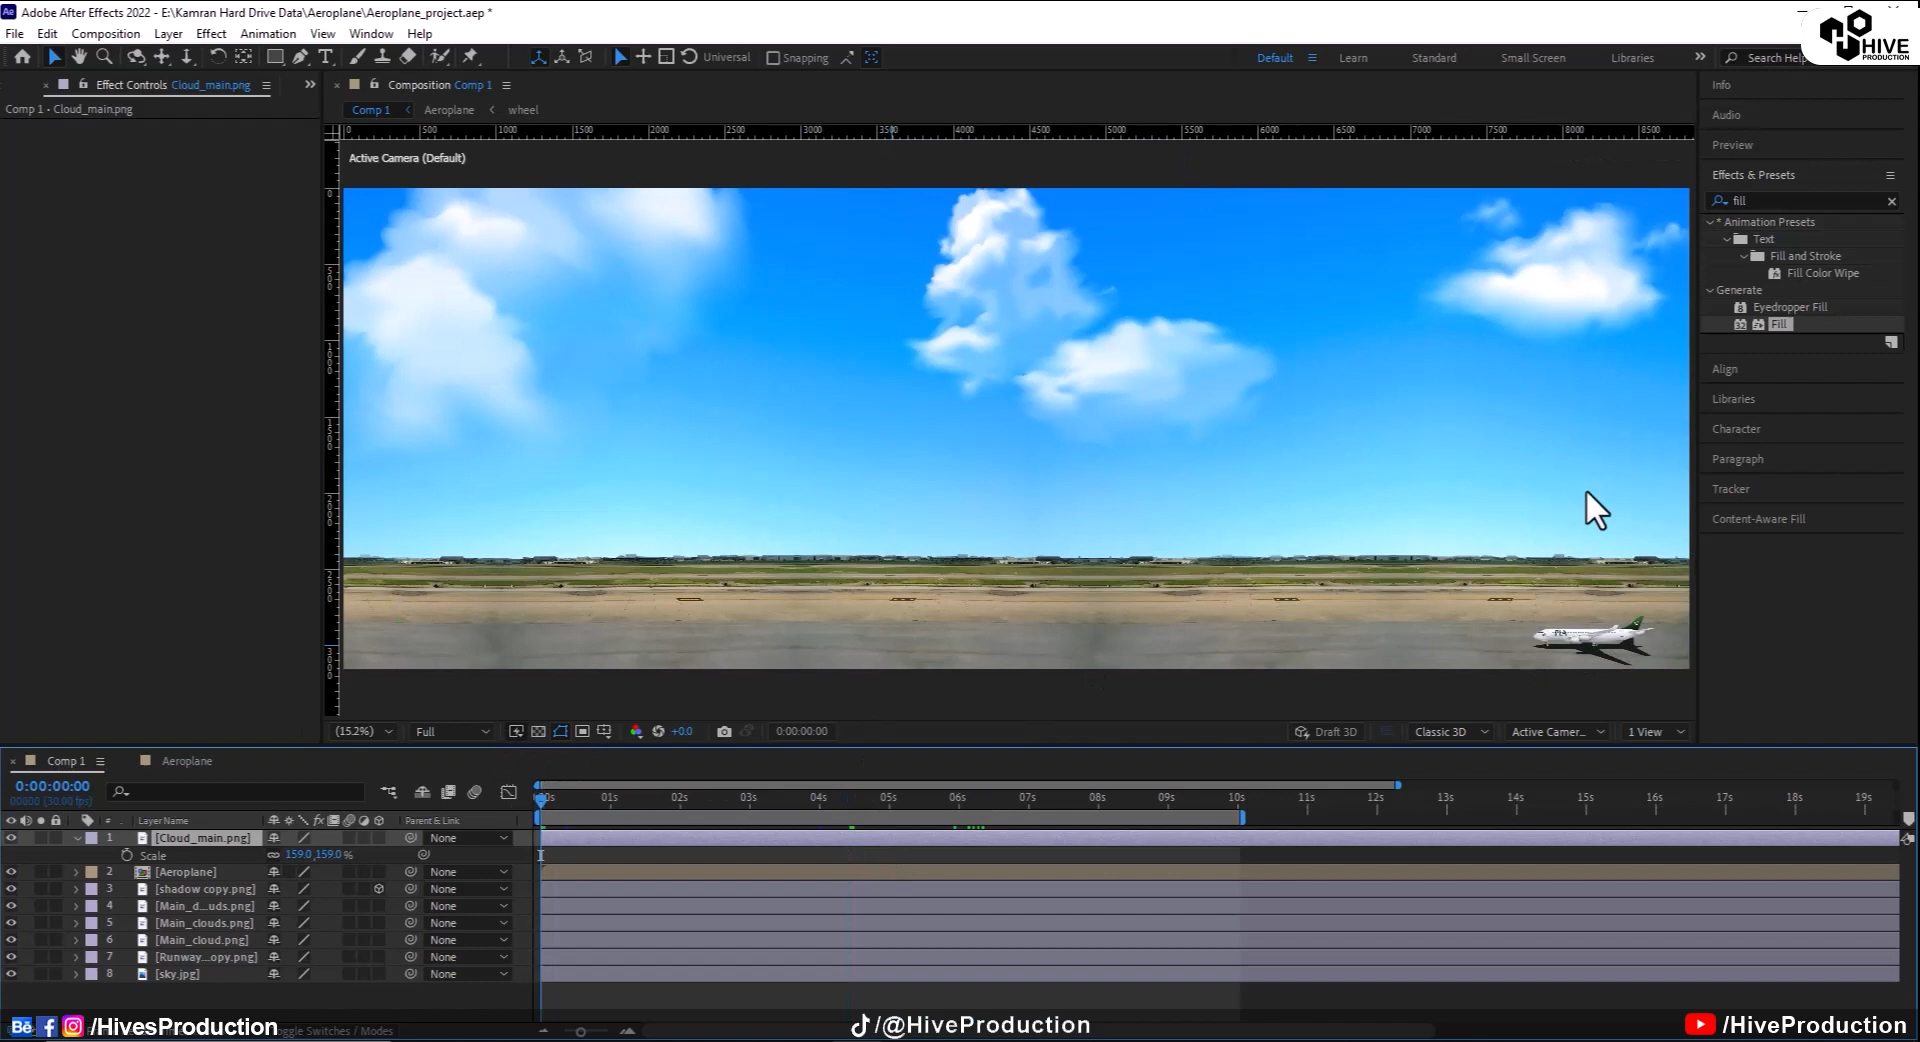 Adobe After Effects 2022 - E:\Kamran Hard Drive Data\Aeroplane\Aeroplane_project.aep *
File Edit Composition Layer Effect Animation View Window Help
HIVE
PRODUCTION
Universal Snapping Default Learn Standard Small Screen Libraries Search Help
Effect Controls Cloud_main.png
Comp 1 • Cloud_main.png
Composition Comp 1
Comp 1 Aeroplane wheel
0 500 1000 1500 2000 2500 3000 3500 4000 4500 5000 5500 6000 6500 7000 7500 8000 8500
Active Camera (Default)
0
500
1000
1500
2000
2500
PIA
Info
Audio
Preview
Effects & Presets
fill
* Animation Presets
Text
Fill and Stroke
Fill Color Wipe
Generate
Eyedropper Fill
Fill
Align
Libraries
Character
Paragraph
Tracker
Content-Aware Fill
(15.2%) Full +0.0 0:00:00:00 Draft 3D Classic 3D Active Camer... 1 View
Comp 1 Aeroplane
0:00:00:00
00000 (30.00 fps)
00s 01s 02s 03s 04s 05s 06s 07s 08s 09s 10s 11s 12s 13s 14s 15s 16s 17s 18s 19s
# Layer Name Parent & Link
1 [Cloud_main.png] None
Scale 159.0,159.0%
2 [Aeroplane] None
3 [shadow copy.png] None
4 [Main_d...uds.png] None
5 [Main_clouds.png] None
6 [Main_cloud.png] None
7 [Runway...opy.png] None
8 [sky.jpg] None
Bē f /HivesProduction
oggle Switches / Modes
/@HiveProduction
/HiveProduction